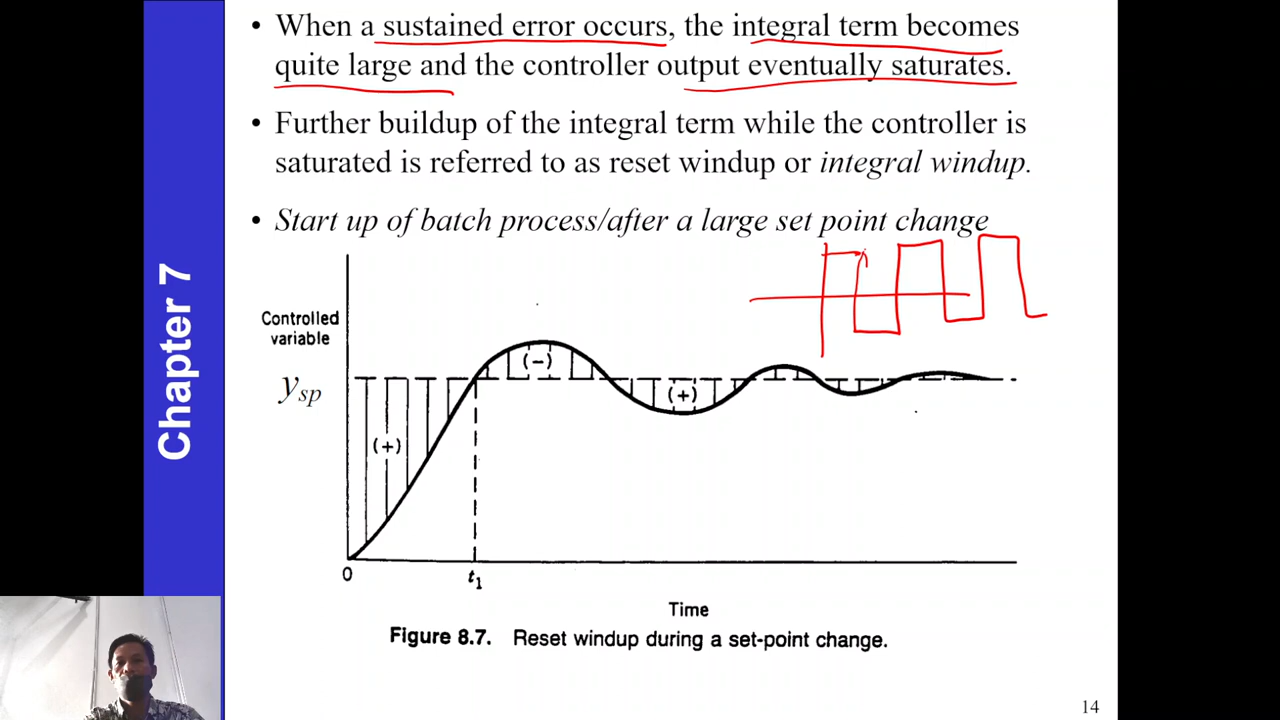 • When a sustained error occurs, the integral term becomes
quite large and the controller output eventually saturates.
• Further buildup of the integral term while the controller is
saturated is referred to as reset windup or integral windup.
• Start up of batch process/after a large set point change
Chapter 7
Controlled
variable
ysp
(-)
(+)
(+)
0
t1
Time
Figure 8.7. Reset windup during a set-point change.
14